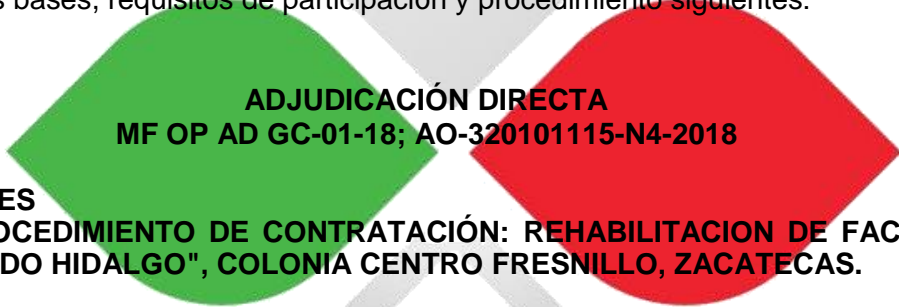 s bases, requisitos de participación y procedimiento siguientes:
ADJUDICACIÓN DIRECTA
MF OP AD GC-01-18; AO-320101115-N4-2018
ES
OCEDIMIENTO DE CONTRATACIÓN: REHABILITACION DE FAC
DO HIDALGO", COLONIA CENTRO FRESNILLO, ZACATECAS.